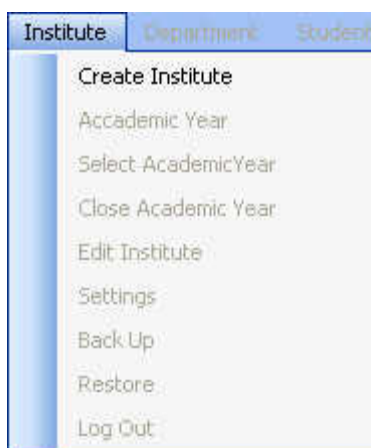 Institute Department Student
Create Institute
Accademic Year
Select AcademicYear
Close Academic Year
Edit Institute
Settings
Back Up
Restore
Log Out